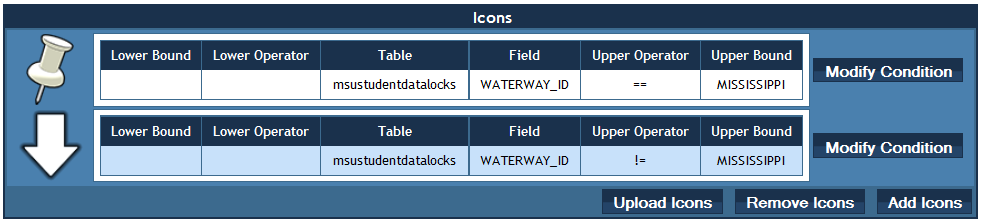 Icons
Lower Bound Lower Operator Table Field Upper Operator Upper Bound
msustudentdatalocks WATERWAY_ID == MISSISSIPPI
Modify Condition
Lower Bound Lower Operator Table Field Upper Operator Upper Bound
msustudentdatalocks WATERWAY_ID != MISSISSIPPI
Modify Condition
Upload Icons Remove Icons Add Icons